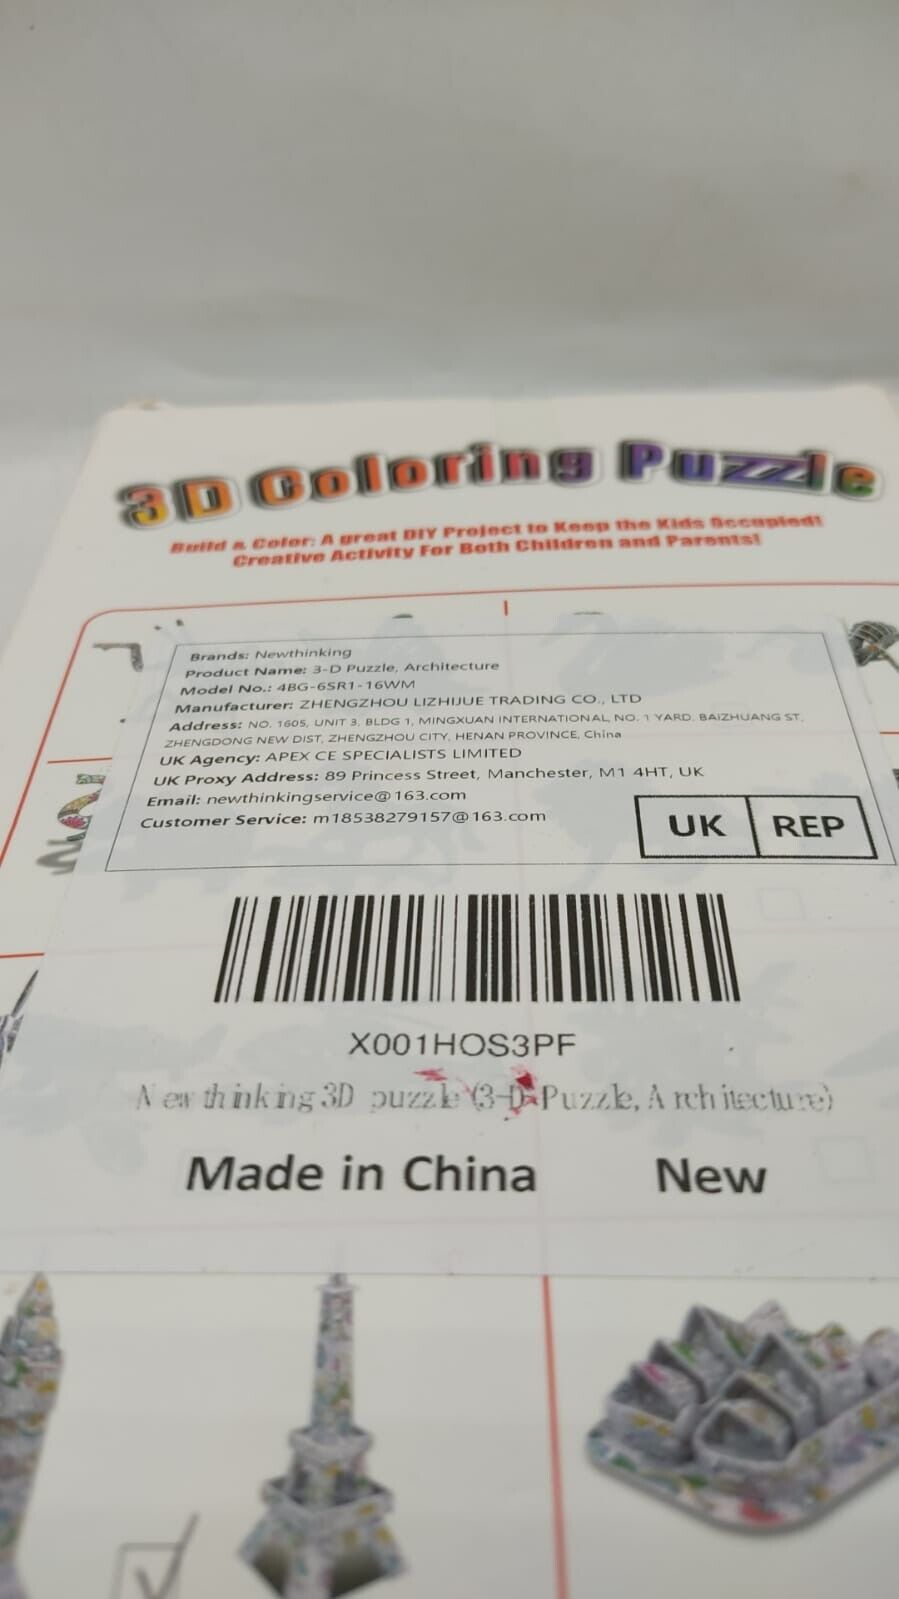 3D Coloring Puzzle
Build & Color: A great DIY Project to Keep the Kids Occupied!
Creative Activity For Both Children and Parents!
Brands: Newthinking
Product Name: 3-D Puzzle, Architecture
Model No.: 4BG-6SR1-16WM
Manufacturer: ZHENGZHOU LIZHIJUE TRADING CO., LTD
Address: NO. 1605, UNIT 3, BLDG 1, MINGXUAN INTERNATIONAL, NO. 1 YARD. BAIZHUANG ST,
ZHENGDONG NEW DIST, ZHENGZHOU CITY, HENAN PROVINCE, China
UK Agency: APEX CE SPECIALISTS LIMITED
UK Proxy Address: 89 Princess Street, Manchester, M1 4HT, UK
Email: newthinkingservice@163.com
Customer Service: m18538279157@163.com
UK REP
X001HOS3PF
Newthinking 3D puzzle (3-D Puzzle, Architecture)
Made in China New